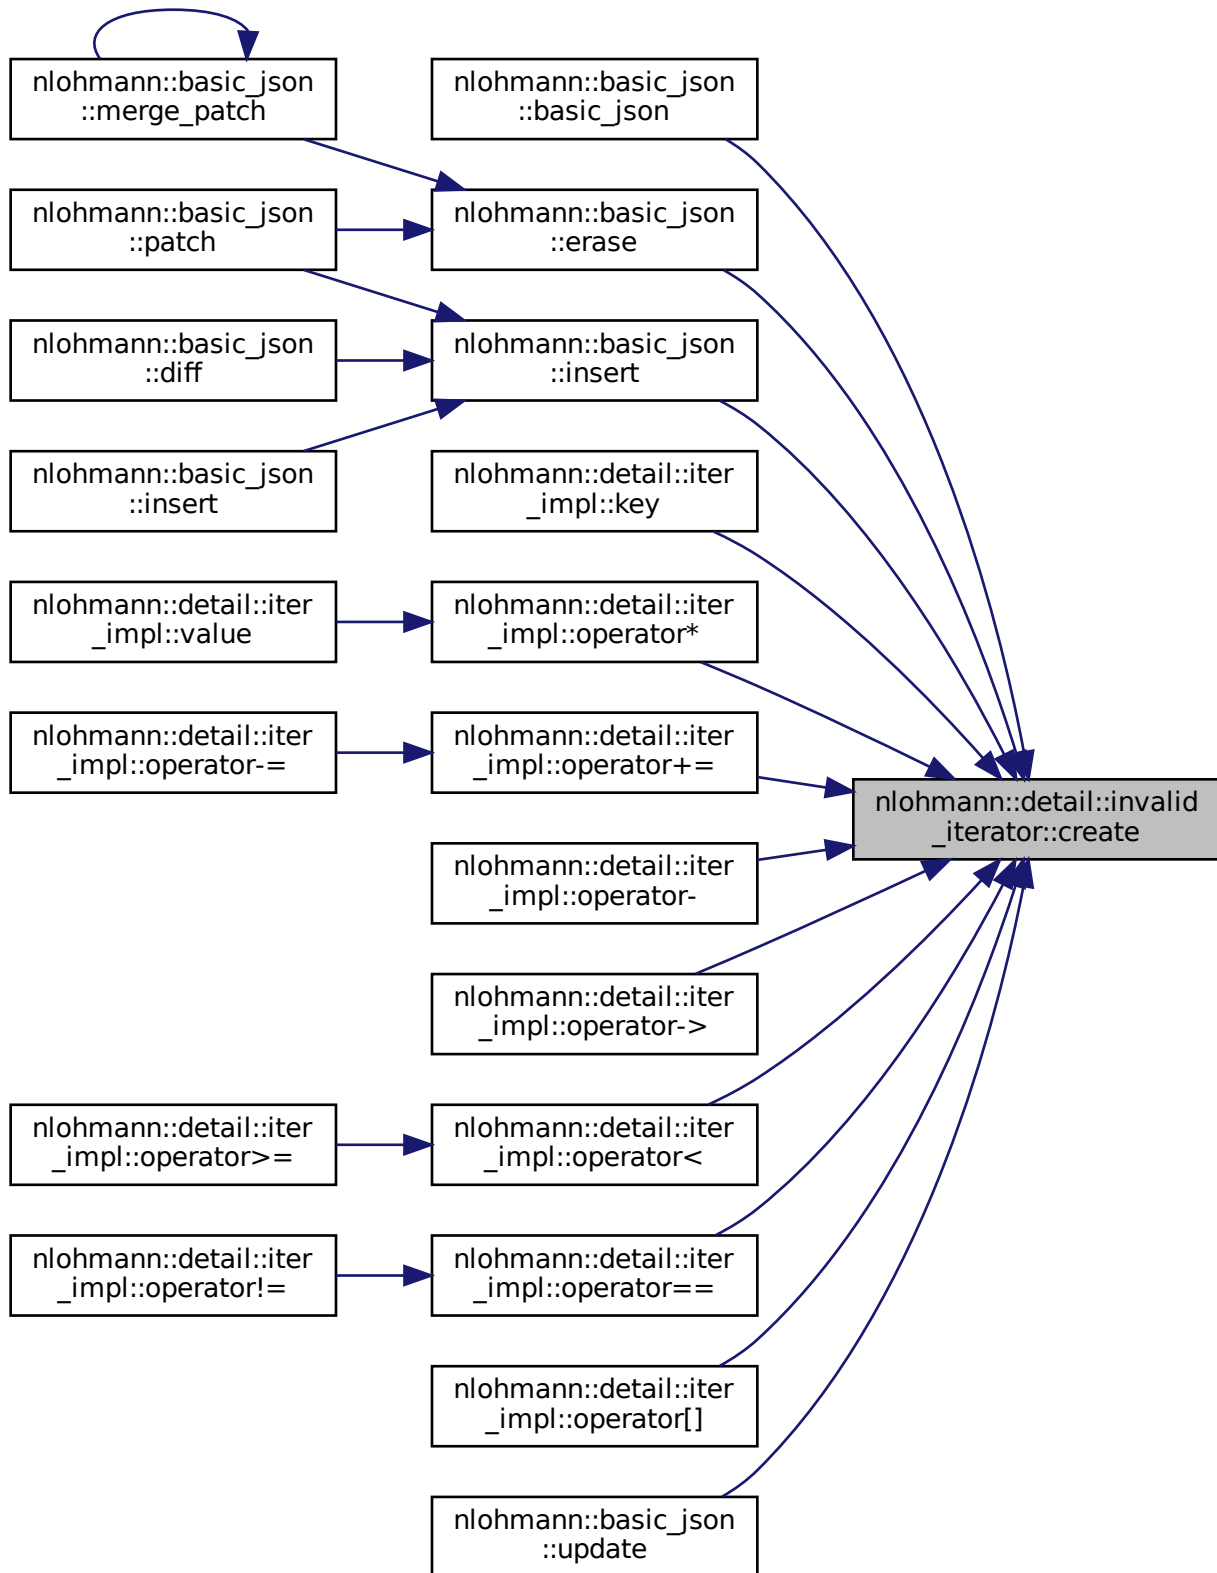 nlohmann::basic_json
::merge_patch
nlohmann::basic_json
::basic_json
nlohmann::basic_json
::patch
nlohmann::basic_json
::erase
nlohmann::basic_json
::diff
nlohmann::basic_json
::insert
nlohmann::basic_json
::insert
nlohmann::detail::iter
_impl::key
nlohmann::detail::iter
_impl::value
nlohmann::detail::iter
_impl::operator*
nlohmann::detail::iter
_impl::operator-=
nlohmann::detail::iter
_impl::operator+=
nlohmann::detail::invalid
_iterator::create
nlohmann::detail::iter
_impl::operator-
nlohmann::detail::iter
_impl::operator->
nlohmann::detail::iter
_impl::operator>=
nlohmann::detail::iter
_impl::operator<
nlohmann::detail::iter
_impl::operator!=
nlohmann::detail::iter
_impl::operator==
nlohmann::detail::iter
_impl::operator[]
nlohmann::basic_json
::update